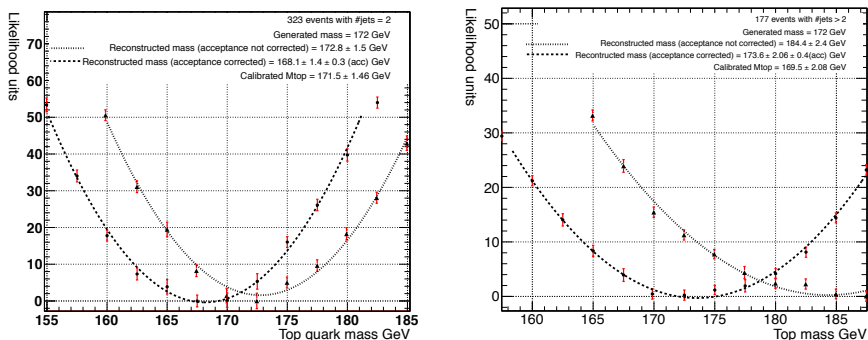 323 events with #jets = 2
Generated mass = 172 GeV
Reconstructed mass (acceptance not corrected) = 172.8 ± 1.5 GeV
Reconstructed mass (acceptance corrected) = 168.1 ± 1.4 ± 0.3 (acc) GeV
Calibrated Mtop = 171.5 ± 1.46 GeV
Likelihood units
70
60
50
40
30
20
10
0
155 160 165 170 175 180 185
Top quark mass GeV
177 events with #jets > 2
Generated mass = 172 GeV
Reconstructed mass (acceptance not corrected) = 184.4 ± 2.4 GeV
Reconstructed mass (acceptance corrected) = 173.6 ± 2.06 ± 0.4(acc) GeV
Calibrated Mtop = 169.5 ± 2.08 GeV
Likelihood units
50
40
30
20
10
0
160 165 170 175 180 185
Top mass GeV